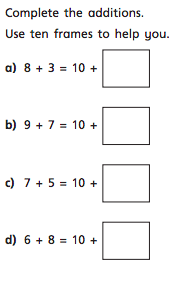 Complete the additions.
Use ten frames to help you.
a) 8 + 3 = 10 +
b) 9 + 7 = 10 +
c) 7 + 5 = 10 +
d) 6 + 8 = 10 +